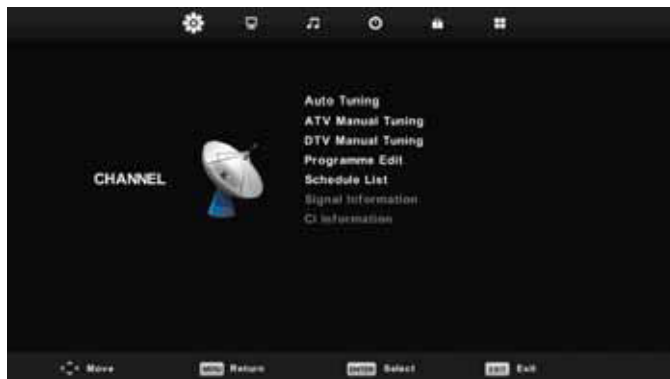 Auto Tuning
ATV Manual Tuning
DTV Manual Tuning
Programme Edit
CHANNEL
Schedule List
Signal Information
CI Information
Move
MENU Return
ENTER Select
EXIT Exit